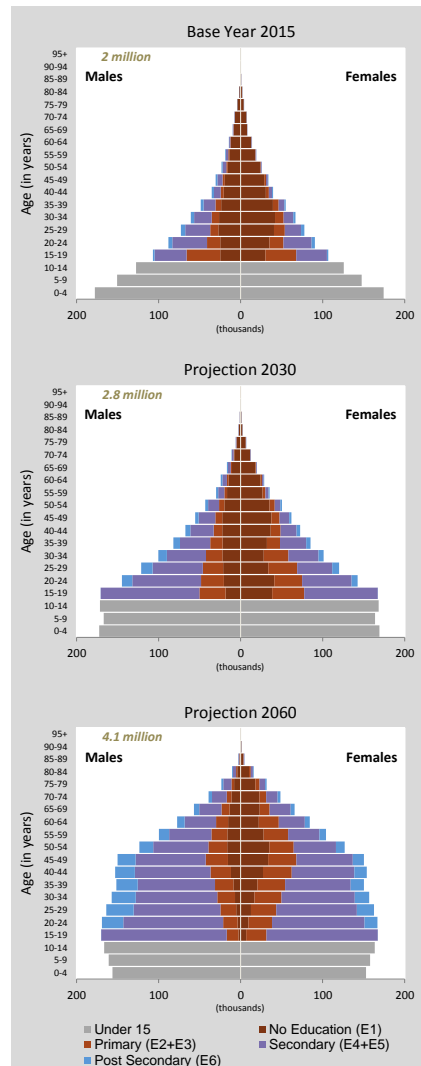 Base Year 2015
2 million
Males Females
Age (in years)
95+
90-94
85-89
80-84
75-79
70-74
65-69
60-64
55-59
50-54
45-49
40-44
35-39
30-34
25-29
20-24
15-19
10-14
5-9
0-4
200 100 0 100 200
(thousands)
Projection 2030
2.8 million
Males Females
Age (in years)
95+
90-94
85-89
80-84
75-79
70-74
65-69
60-64
55-59
50-54
45-49
40-44
35-39
30-34
25-29
20-24
15-19
10-14
5-9
0-4
200 100 0 100 200
(thousands)
Projection 2060
4.1 million
Males Females
Age (in years)
95+
90-94
85-89
80-84
75-79
70-74
65-69
60-64
55-59
50-54
45-49
40-44
35-39
30-34
25-29
20-24
15-19
10-14
5-9
0-4
200 100 0 100 200
(thousands)
Under 15 No Education (E1)
Primary (E2+E3) Secondary (E4+E5)
Post Secondary (E6)